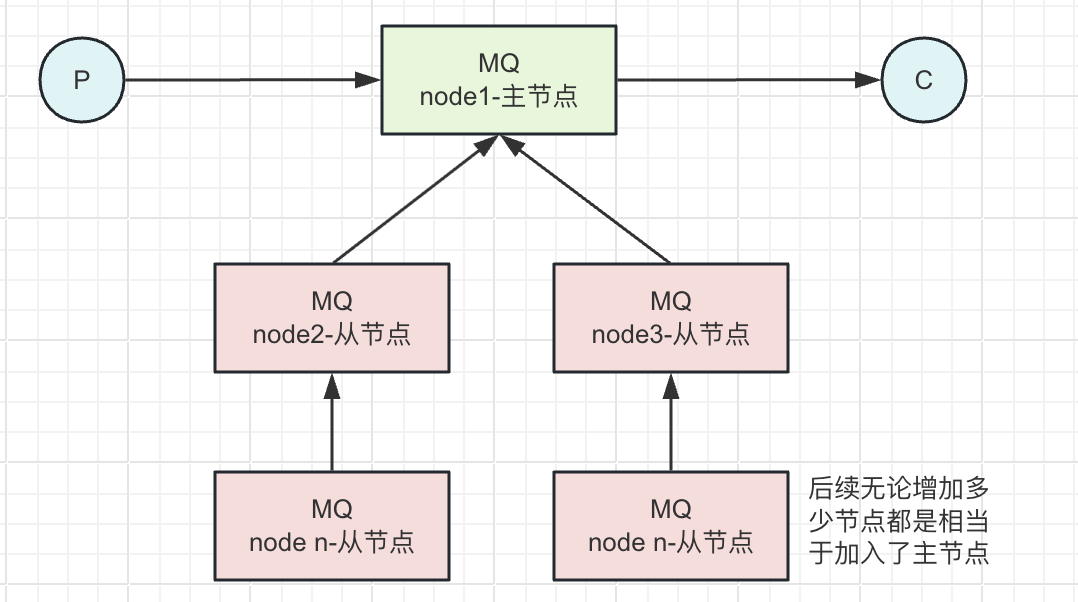 P
MQ
node1-主节点
C
MQ
node2-从节点
MQ
node3-从节点
MQ
node n-从节点
MQ
node n-从节点
后续无论增加多
少节点都是相当
于加入了主节点